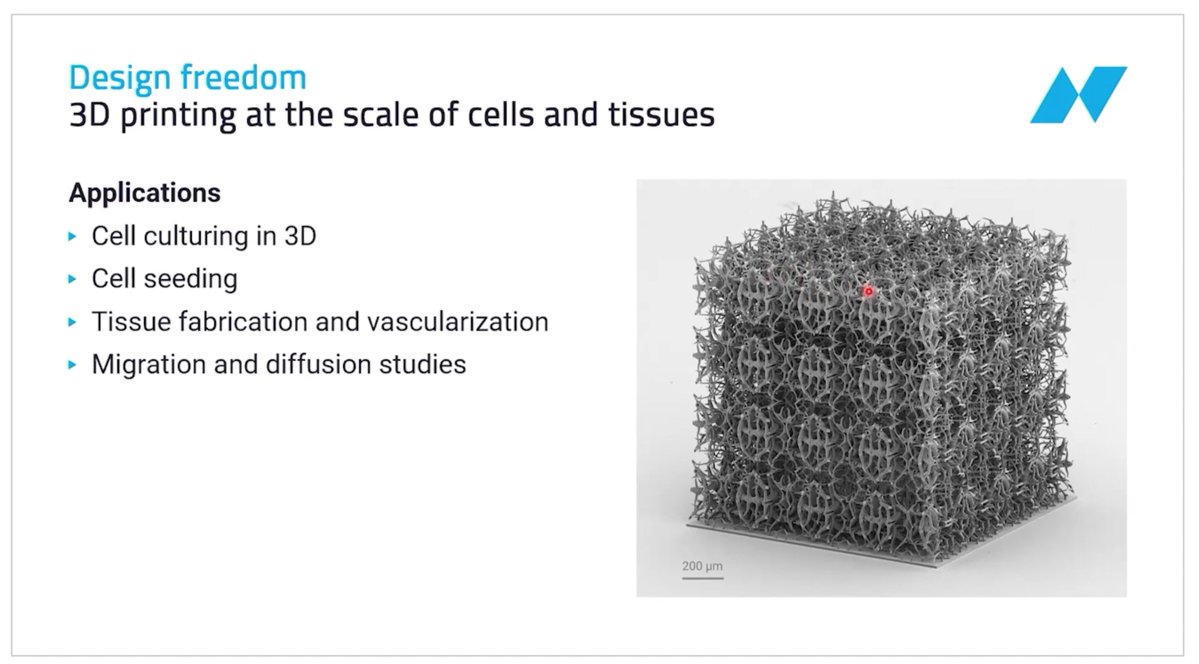 Design freedom
3D printing at the scale of cells and tissues
Applications
Cell culturing in 3D
Cell seeding
Tissue fabrication and vascularization
Migration and diffusion studies
200 µm